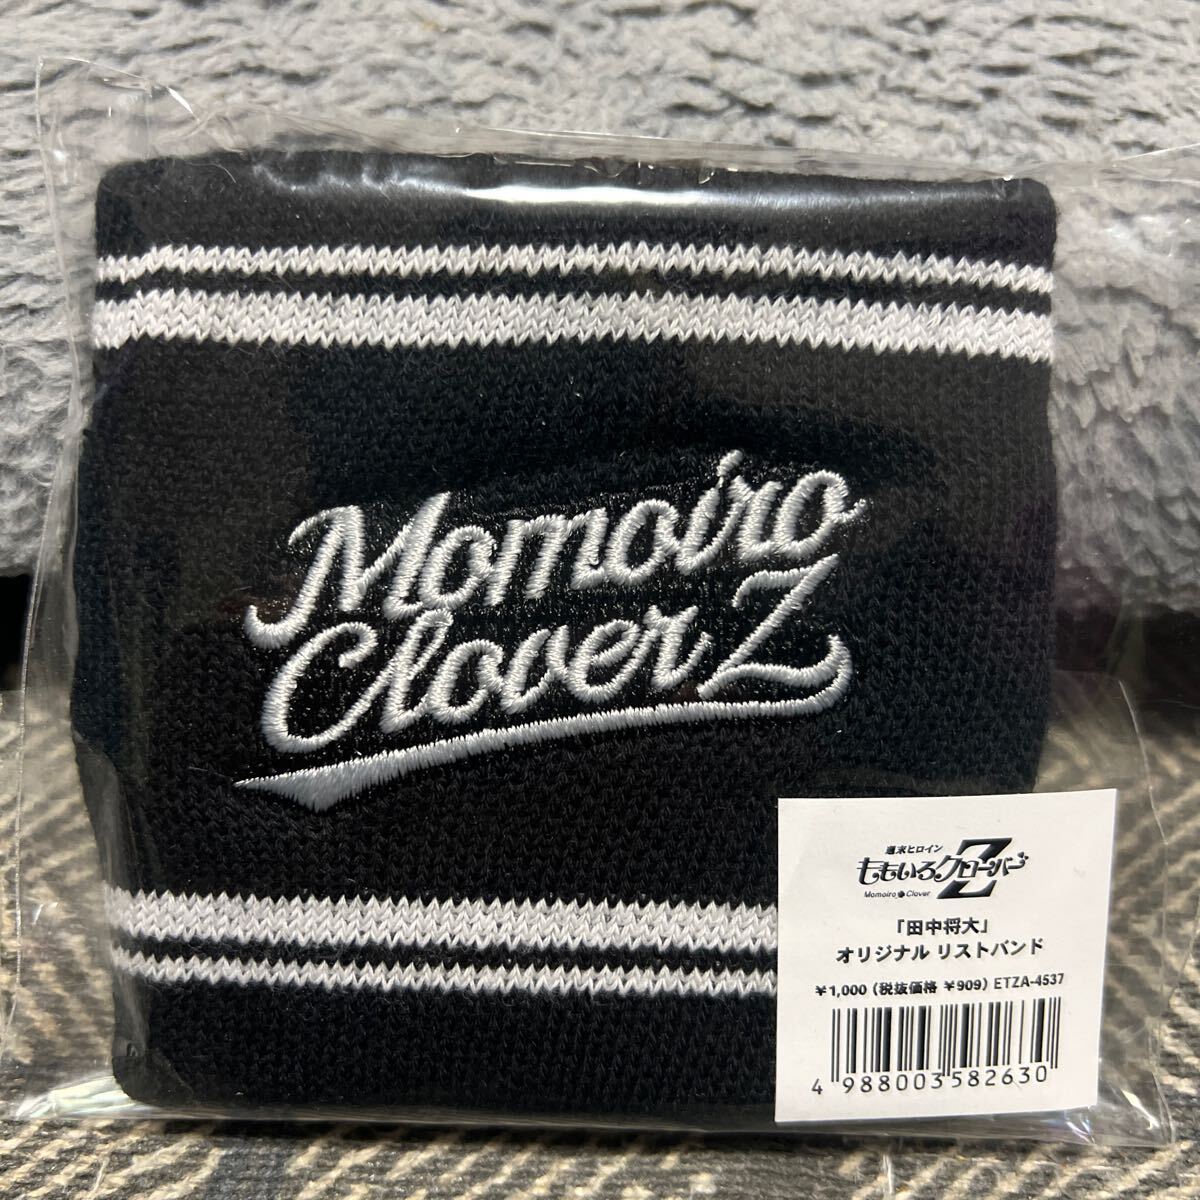 Momoiro
Clover Z
週末ヒロイン
ももいろクローバーZ
Momoiro Clover
「田中将大」
オリジナル リストバンド
¥1,000（税抜価格 ¥909）ETZA-4537
4 988003 582630